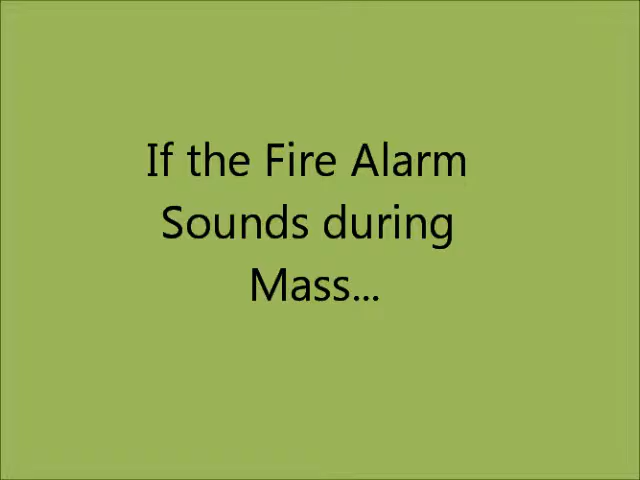 If the Fire Alarm
Sounds during
Mass...